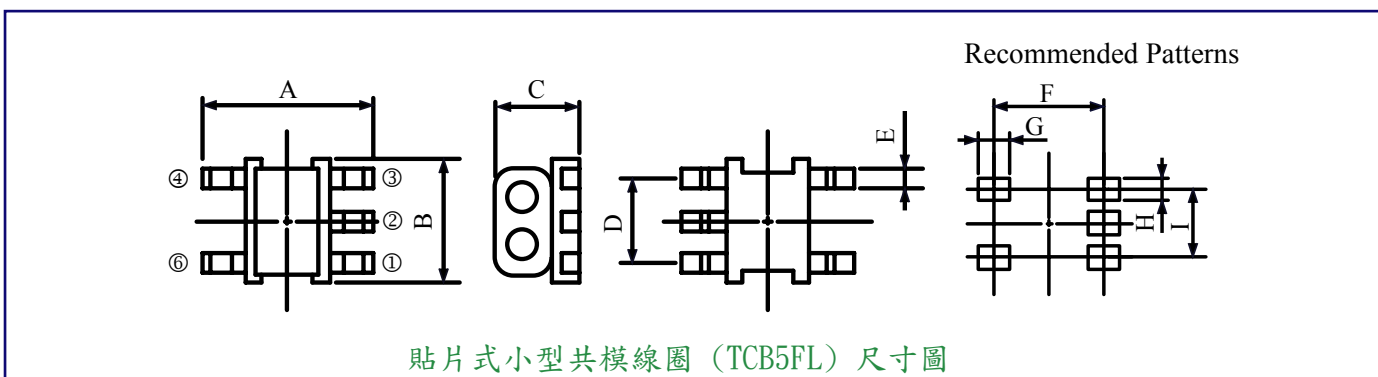 Recommended Patterns
A
C
F
G
E
④
③
②
B
D
H
I
⑥
①
貼片式小型共模線圈 (TCB5FL) 尺寸圖